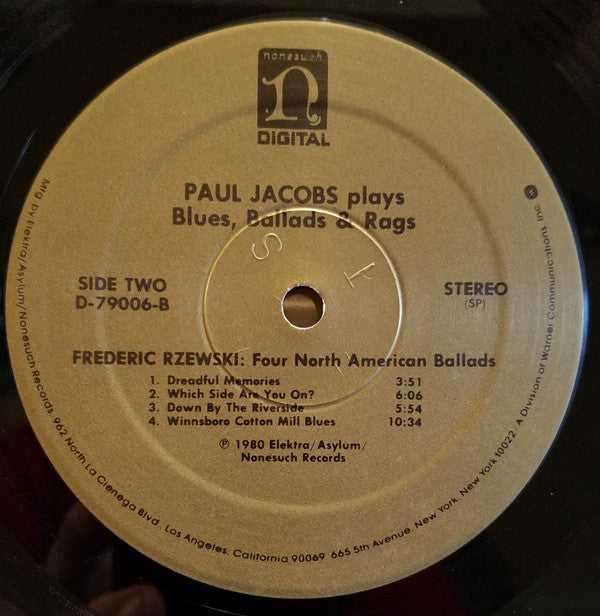 nonesuch
n
DIGITAL
PAUL JACOBS plays
Blues, Ballads & Rags
SIDE TWO
D-79006-B
STEREO
(SP)
FREDERIC RZEWSKI: Four North American Ballads
1. Dreadful Memories 3:51
2. Which Side Are You On? 6:06
3. Down By The Riverside 5:54
4. Winnsboro Cotton Mill Blues 10:34
℗ 1980 Elektra/Asylum/
Nonesuch Records
Mfg by Elektra/Asylum/Nonesuch Records, 962 North La Cienega Blvd., Los Angeles, California 90069 665 5th Avenue, New York, New York 10022. A Division of Warner Communications, Inc.